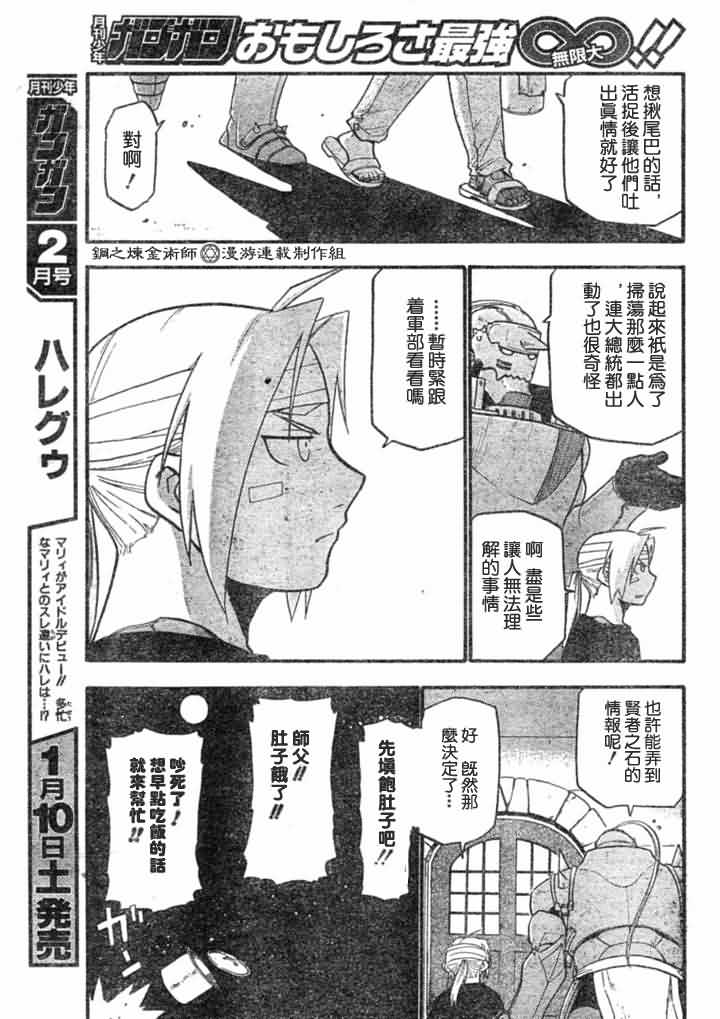 月刊少年
ガンガン
おもしろさ最強
無限大
!!
月刊少年
ガンガン
2
月号
ハレグゥ
マリィがアイドルデビュー!! 多忙
なマリィとのスレ違いにハレは…!?
1月10日土発売
想揪尾巴的話,
活捉後讓他們吐
出眞情就好了
對啊!
鋼之煉金術師 漫游連載制作組
說起來衹是爲了
掃蕩那麼一點人
,連大總統都出
動了也很奇怪
啊 盡是些
讓人無法理
解的事情
……暫時緊跟
着軍部看看嗎
也許能弄到
賢者之石的
情報呢!
好 旣然那
麼決定了…
先塡飽肚子吧!!
師父!!
肚子餓了!!
吵死了!
想早點吃飯的話
就來幫忙!!
ガン